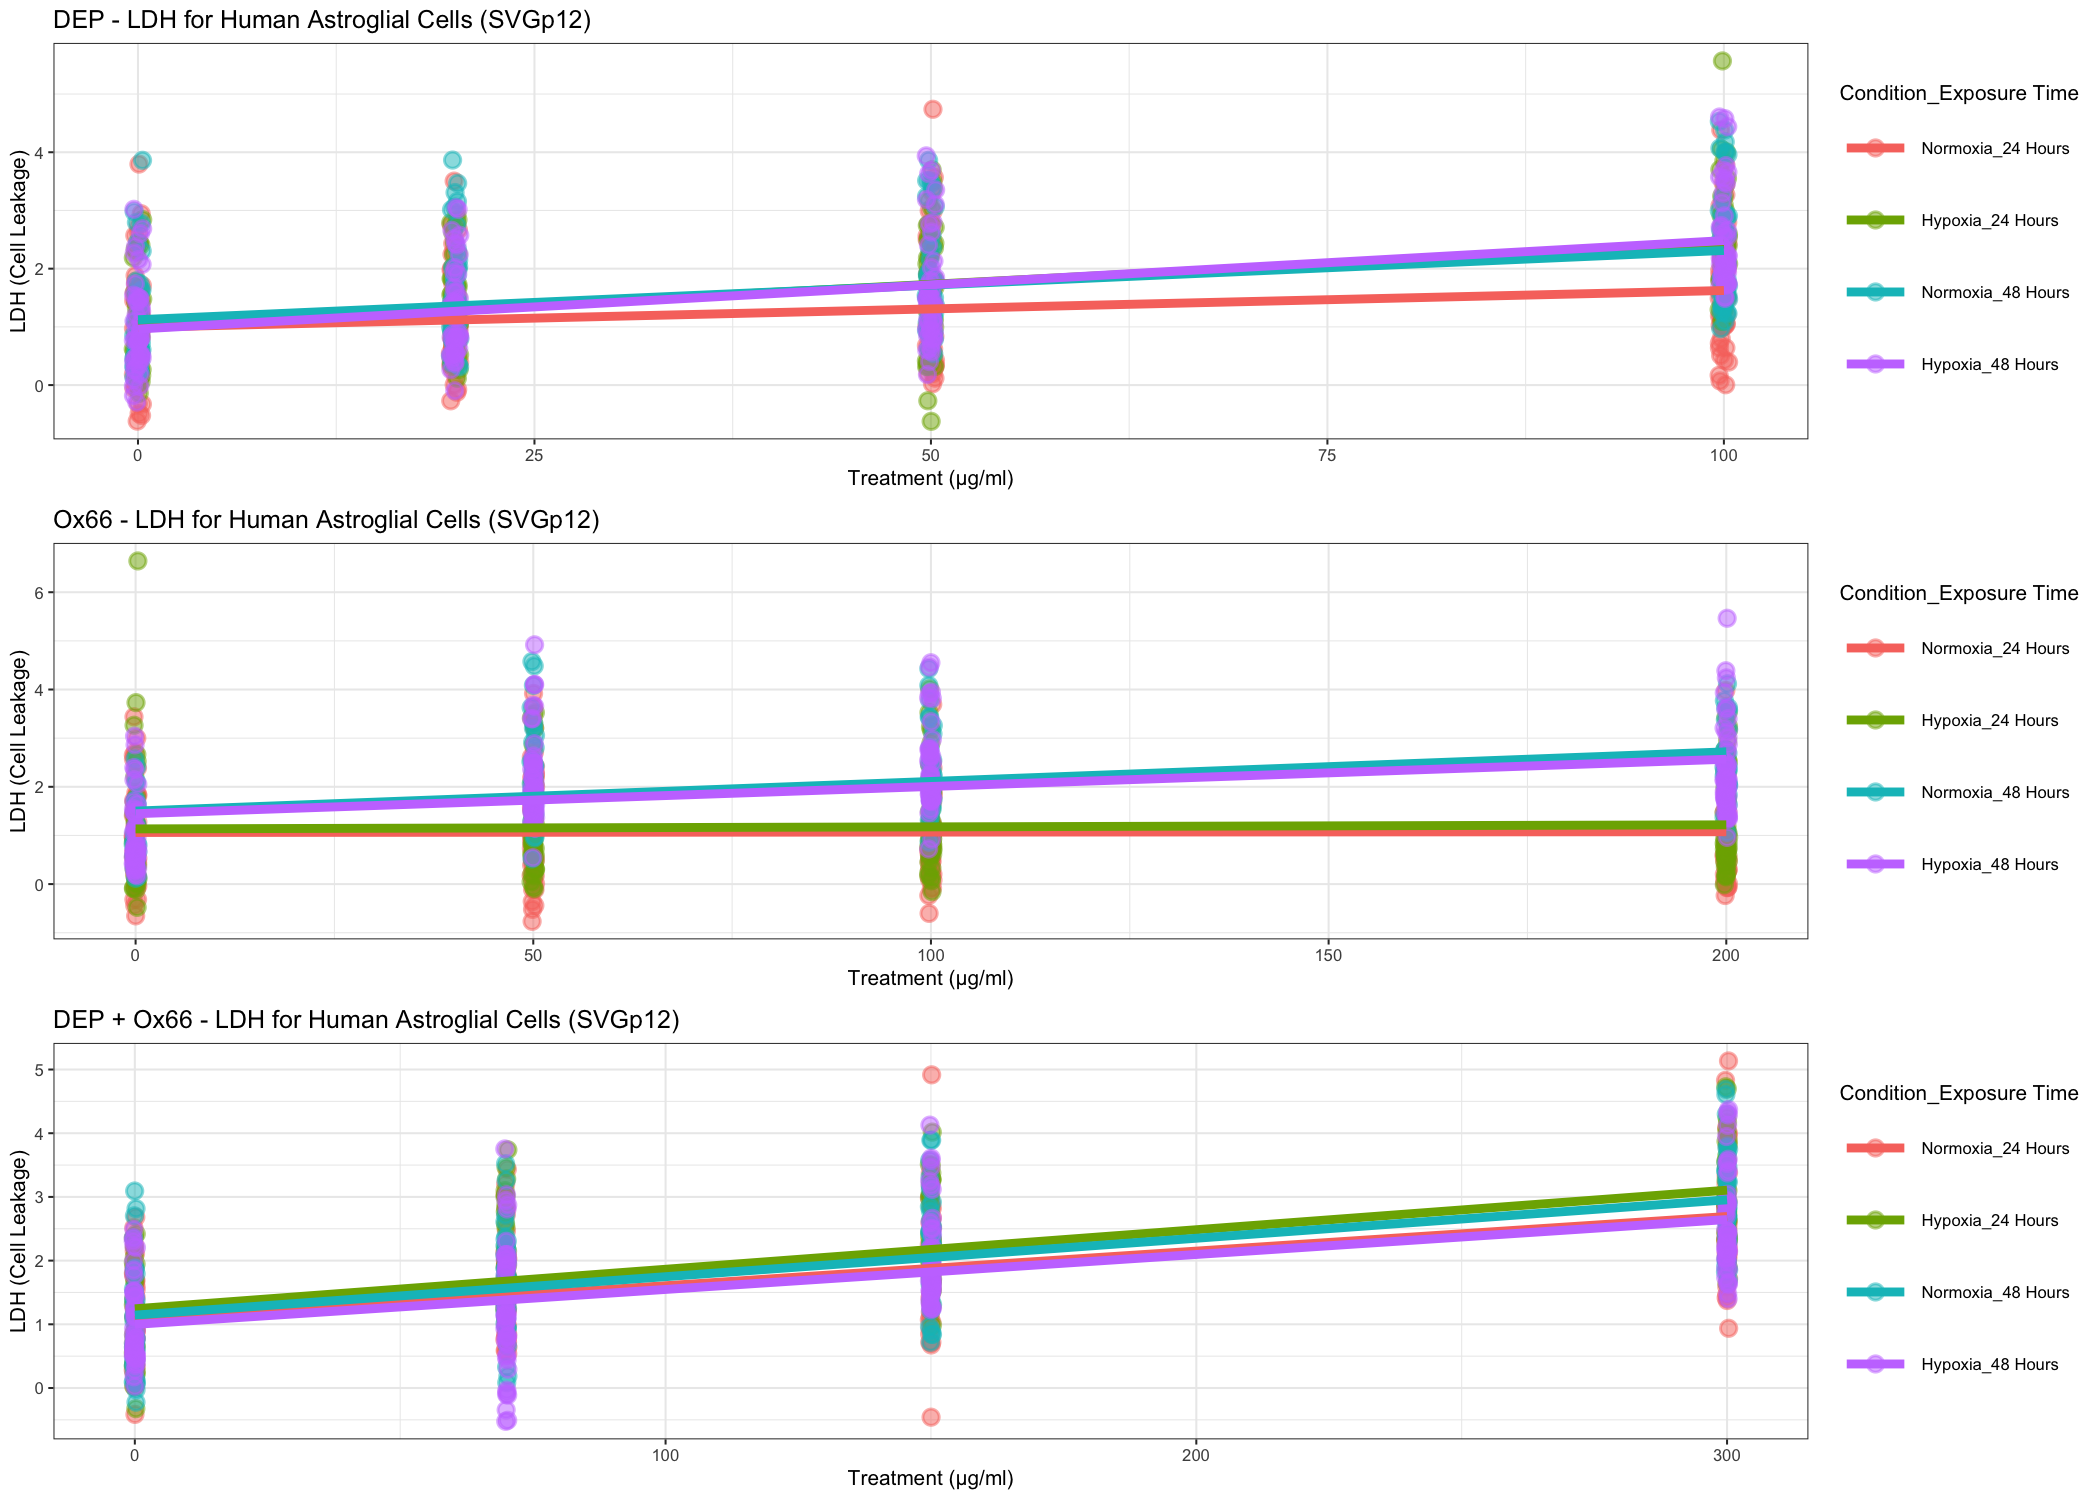 DEP - LDH for Human Astroglial Cells (SVGp12)
LDH (Cell Leakage)
4
2
0
0 25 50 75 100
Treatment (µg/ml)
Condition_Exposure Time
Normoxia_24 Hours
Hypoxia_24 Hours
Normoxia_48 Hours
Hypoxia_48 Hours
Ox66 - LDH for Human Astroglial Cells (SVGp12)
LDH (Cell Leakage)
6
4
2
0
0 50 100 150 200
Treatment (µg/ml)
Condition_Exposure Time
Normoxia_24 Hours
Hypoxia_24 Hours
Normoxia_48 Hours
Hypoxia_48 Hours
DEP + Ox66 - LDH for Human Astroglial Cells (SVGp12)
LDH (Cell Leakage)
5
4
3
2
1
0
0 100 200 300
Treatment (µg/ml)
Condition_Exposure Time
Normoxia_24 Hours
Hypoxia_24 Hours
Normoxia_48 Hours
Hypoxia_48 Hours